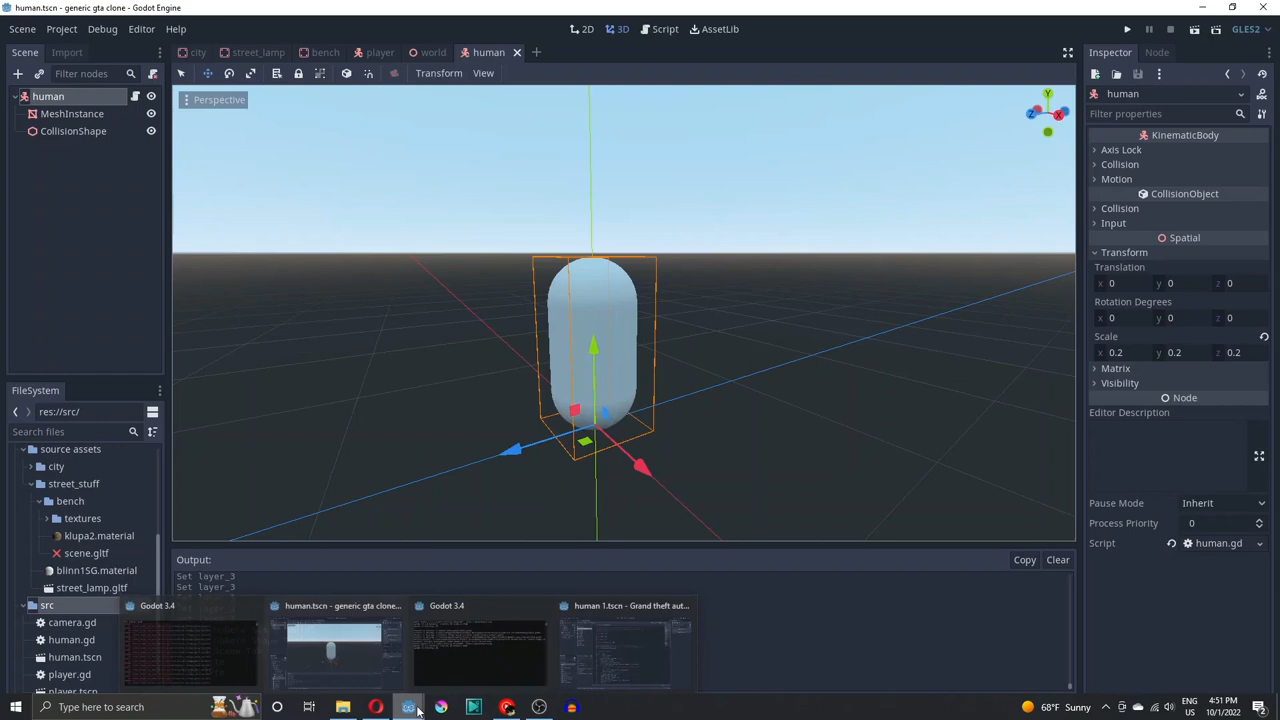 human.tscn - generic gta clone - Godot Engine
Scene Project Debug Editor Help
2D 3D Script AssetLib
GLES2
Scene Import
city street_lamp bench player world human
Inspector Node
Filter nodes
Transform View
human
human
MeshInstance
CollisionShape
Perspective
Y
Z X
Filter properties
KinematicBody
Axis Lock
Collision
Motion
CollisionObject
Collision
Input
Spatial
Transform
Translation
x 0 y 0 z 0
Rotation Degrees
x 0 y 0 z 0
Scale
x 0.2 y 0.2 z 0.2
Matrix
Visibility
Node
Editor Description
Pause Mode Inherit
Process Priority 0
Script human.gd
FileSystem
res://src/
Search files
source assets
city
street_stuff
bench
textures
klupa2.material
scene.gltf
blinn1SG.material
street_lamp.gltf
src
camera.gd
human.gd
human.tscn
player.gd
player.tscn
Output:
Copy Clear
Set layer_3
Set layer_3
Godot 3.4
human.tscn - generic gta clone...
Godot 3.4
human 1.tscn - Grand theft aut...
Type here to search
68°F Sunny
ENG
US
4:51 PM
10/1/2022